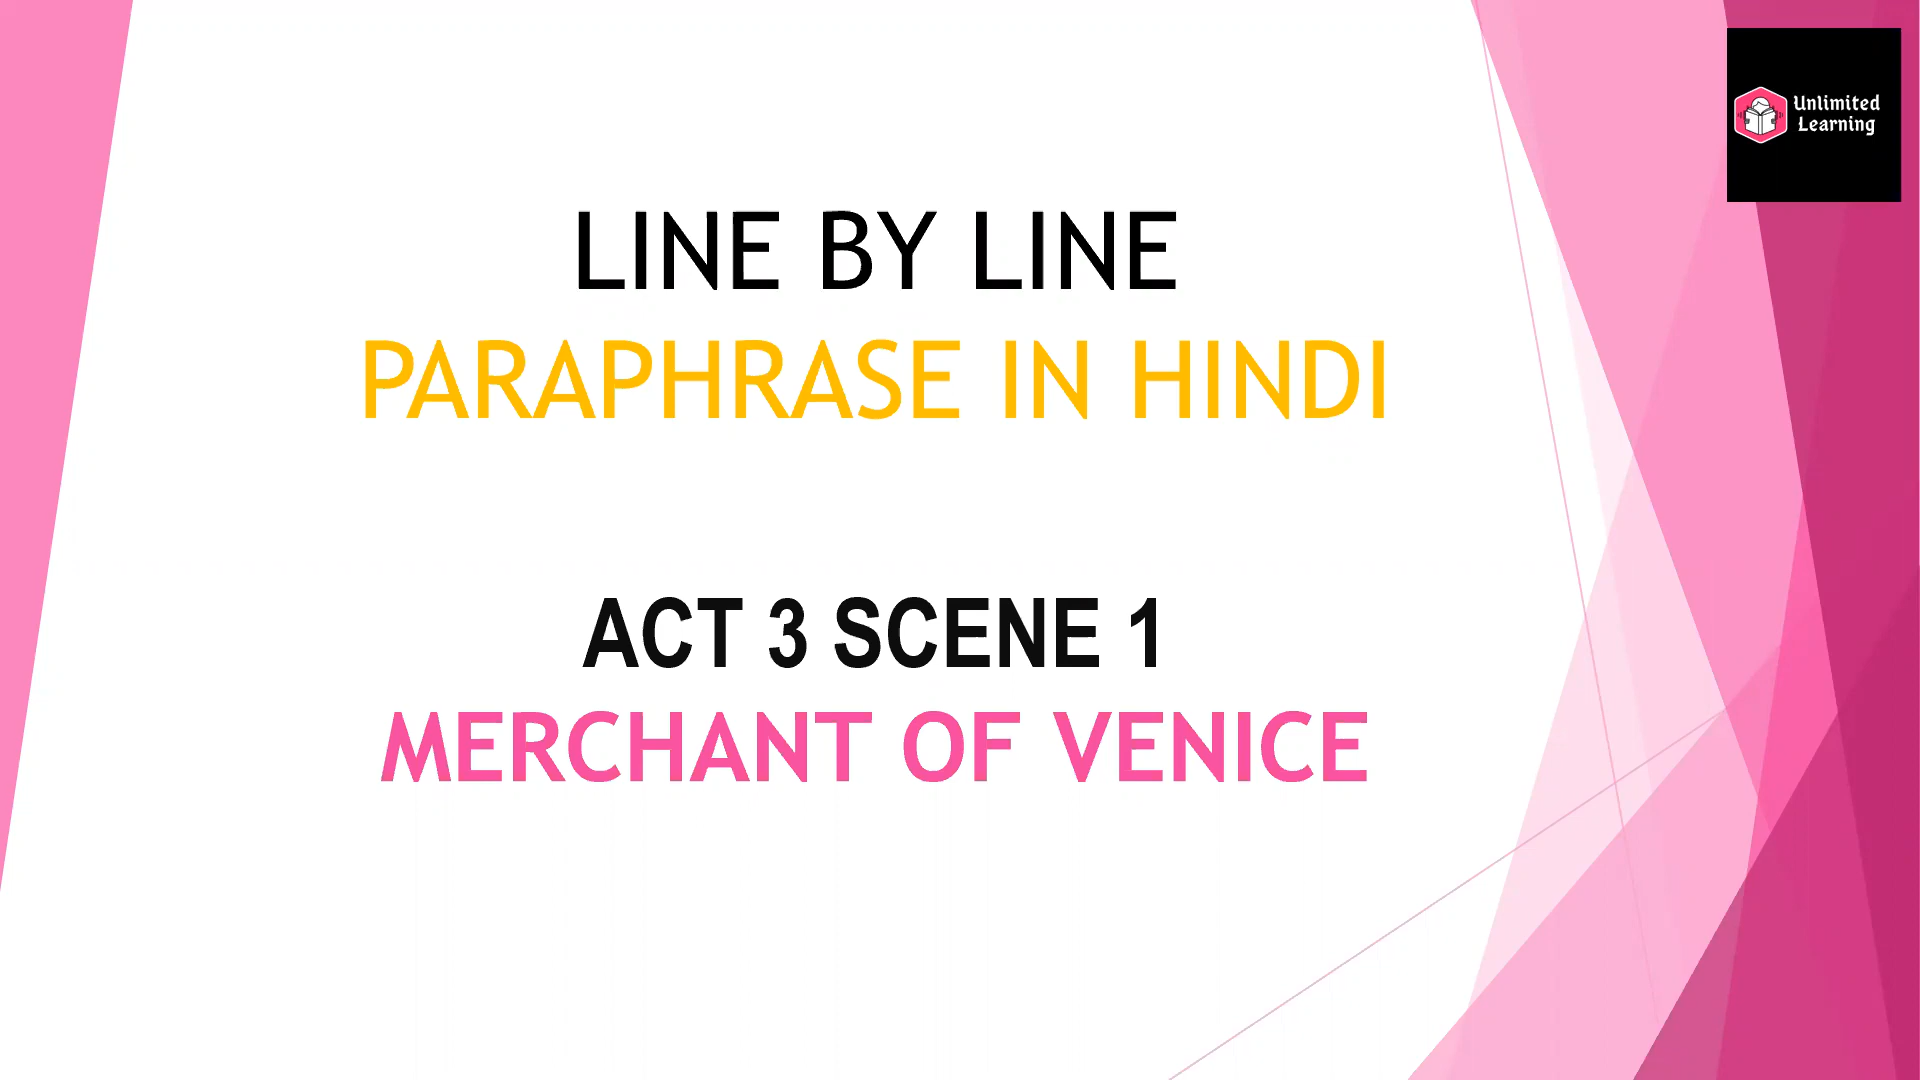 Unlimited
Learning
LINE BY LINE
PARAPHRASE IN HINDI
ACT 3 SCENE 1
MERCHANT OF VENICE